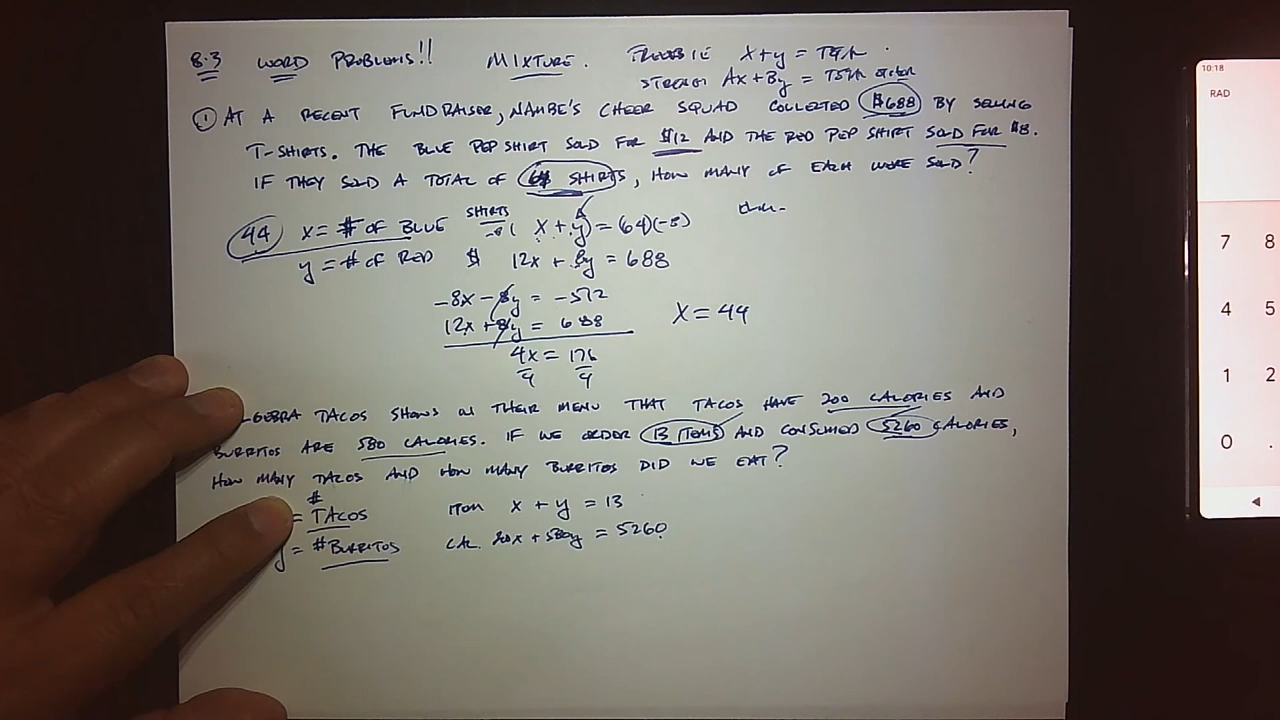 8.3 WORD PROBLEMS!! MIXTURE. X+y =
Ax+By =
① AT A RECENT FUNDRAISER, NAMBE'S CHEER SQUAD COLLECTED $688 BY SELLING
T-SHIRTS. THE BLUE PEP SHIRT SOLD FOR $12 AND THE RED PEP SHIRT SOLD FOR $8.
IF THEY SOLD A TOTAL OF 64 SHIRTS, HOW MANY OF EACH WERE SOLD?
44 X = # OF BLUE SHIRTS -8( X + y) = 64)(-8)
y = # OF RED $ 12x + 8y = 688
-8x - 8y = -512
12x + 8y = 688 X = 44
4x = 176
4 4
GEBRA TACOS SHOWS ON THEIR MENU THAT TACOS HAVE 200 CALORIES AND
BURRITOS ARE 580 CALORIES. IF WE ORDER 13 ITEMS AND CONSUMED 5260 CALORIES,
HOW MANY TACOS AND HOW MANY BURRITOS DID WE EAT?
= # TACOS ITEM X + y = 13
y = # BURRITOS CAL. 200x + 580y = 5260
10:18
RAD
7 8
4 5
1 2
0 .